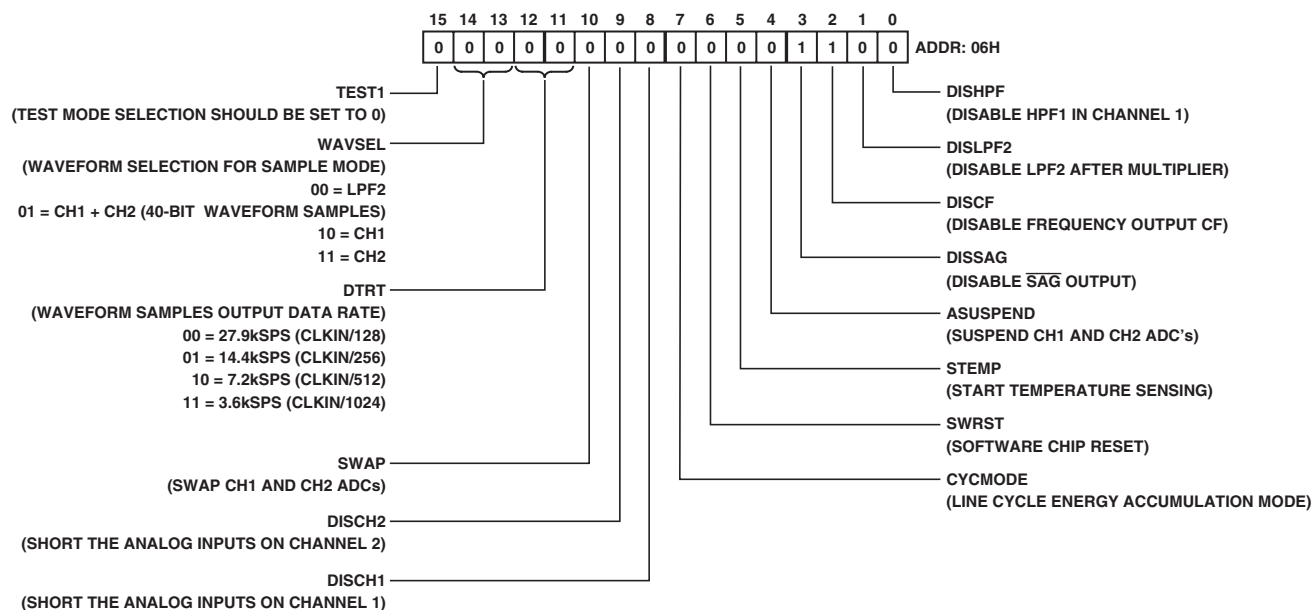 15 14 13 12 11 10 9 8 7 6 5 4 3 2 1 0
0 0 0 0 0 0 0 0 0 0 0 0 1 1 0 0 ADDR: 06H
TEST1
(TEST MODE SELECTION SHOULD BE SET TO 0)
WAVSEL
(WAVEFORM SELECTION FOR SAMPLE MODE)
00 = LPF2
01 = CH1 + CH2 (40-BIT WAVEFORM SAMPLES)
10 = CH1
11 = CH2
DTRT
(WAVEFORM SAMPLES OUTPUT DATA RATE)
00 = 27.9kSPS (CLKIN/128)
01 = 14.4kSPS (CLKIN/256)
10 = 7.2kSPS (CLKIN/512)
11 = 3.6kSPS (CLKIN/1024)
SWAP
(SWAP CH1 AND CH2 ADCs)
DISCH2
(SHORT THE ANALOG INPUTS ON CHANNEL 2)
DISCH1
(SHORT THE ANALOG INPUTS ON CHANNEL 1)
DISHPF
(DISABLE HPF1 IN CHANNEL 1)
DISLPF2
(DISABLE LPF2 AFTER MULTIPLIER)
DISCF
(DISABLE FREQUENCY OUTPUT CF)
DISSAG
(DISABLE SAG OUTPUT)
ASUSPEND
(SUSPEND CH1 AND CH2 ADC's)
STEMP
(START TEMPERATURE SENSING)
SWRST
(SOFTWARE CHIP RESET)
CYCMODE
(LINE CYCLE ENERGY ACCUMULATION MODE)